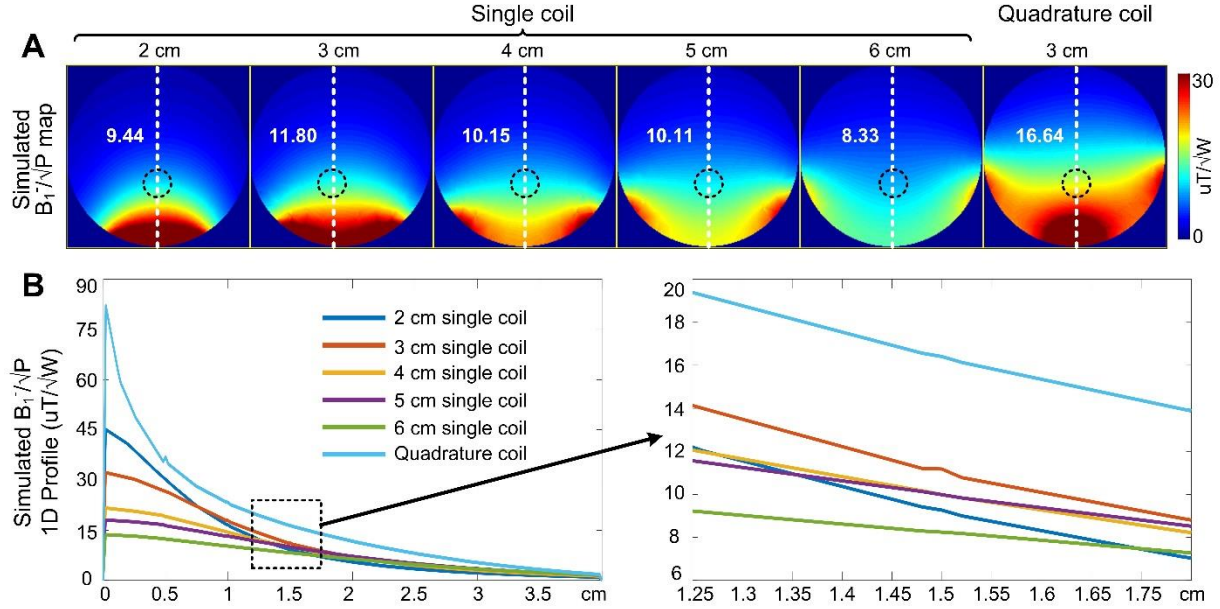 Single coil
Quadrature coil
A
2 cm
3 cm
4 cm
5 cm
6 cm
3 cm
Simulated
B₁⁻/√P map
9.44
11.80
10.15
10.11
8.33
16.64
30
0
uT/√W
B
Simulated B₁⁻/√P
1D Profile (uT/√W)
90
75
60
45
30
15
0
2 cm single coil
3 cm single coil
4 cm single coil
5 cm single coil
6 cm single coil
Quadrature coil
0 0.5 1 1.5 2 2.5 3 3.5 cm
20
18
16
14
12
10
8
6
1.25 1.3 1.35 1.4 1.45 1.5 1.55 1.6 1.65 1.7 1.75 cm